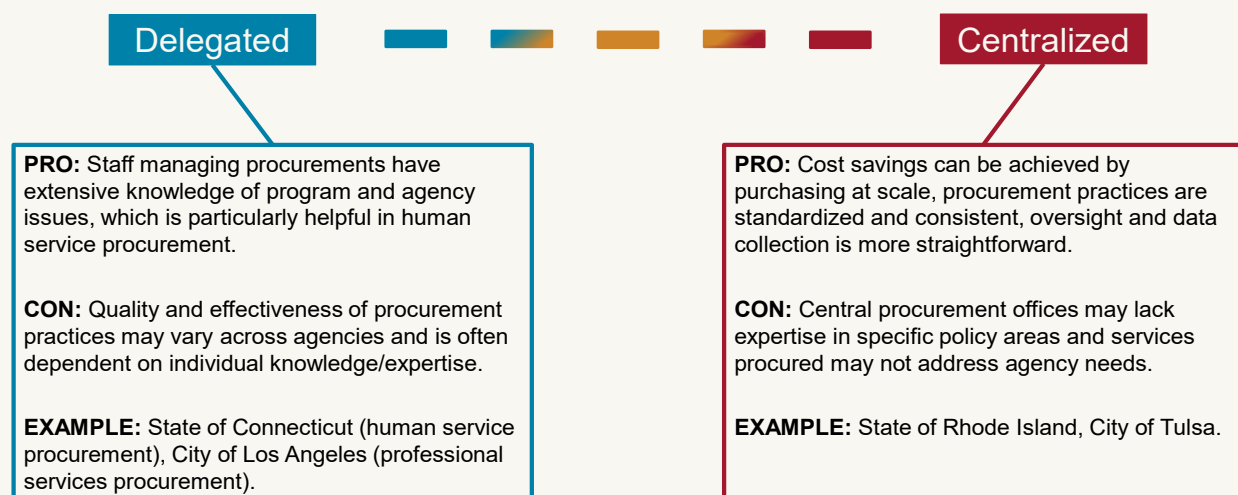 Delegated
Centralized
PRO: Staff managing procurements have
extensive knowledge of program and agency
issues, which is particularly helpful in human
service procurement.
CON: Quality and effectiveness of procurement
practices may vary across agencies and is often
dependent on individual knowledge/expertise.
EXAMPLE: State of Connecticut (human service
procurement), City of Los Angeles (professional
services procurement).
PRO: Cost savings can be achieved by
purchasing at scale, procurement practices are
standardized and consistent, oversight and data
collection is more straightforward.
CON: Central procurement offices may lack
expertise in specific policy areas and services
procured may not address agency needs.
EXAMPLE: State of Rhode Island, City of Tulsa.